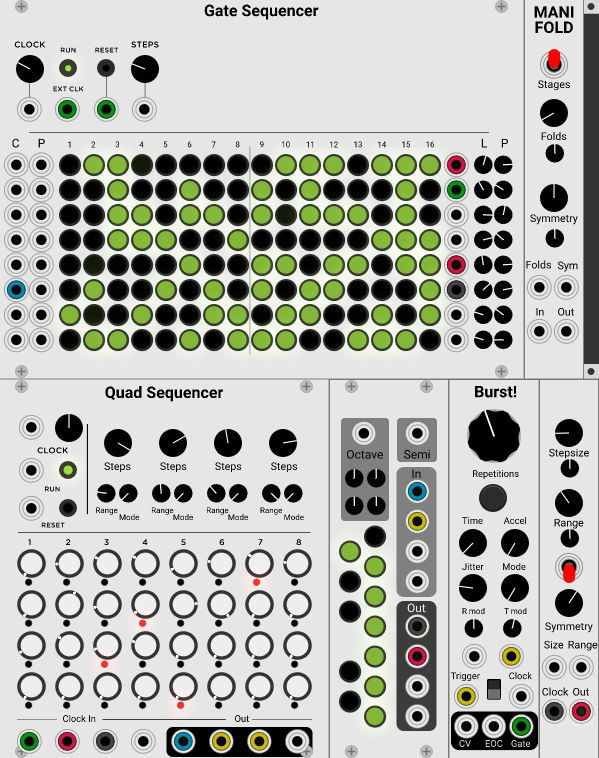 Gate Sequencer
MANI
FOLD
CLOCK
RUN
RESET
STEPS
EXT CLK
Stages
Folds
C P 1 2 3 4 5 6 7 8 9 10 11 12 13 14 15 16 L P
Symmetry
Folds Sym
In Out
Quad Sequencer
Burst!
CLOCK
RUN
RESET
Steps Steps Steps Steps
Range Mode Range Mode Range Mode Range Mode
1 2 3 4 5 6 7 8
Clock In
Out
Octave
Semi
In
Out
Repetitions
Time Accel
Jitter Mode
R mod T mod
Trigger
Clock
CV EOC Gate
Stepsize
Range
Symmetry
Size Range
Clock Out